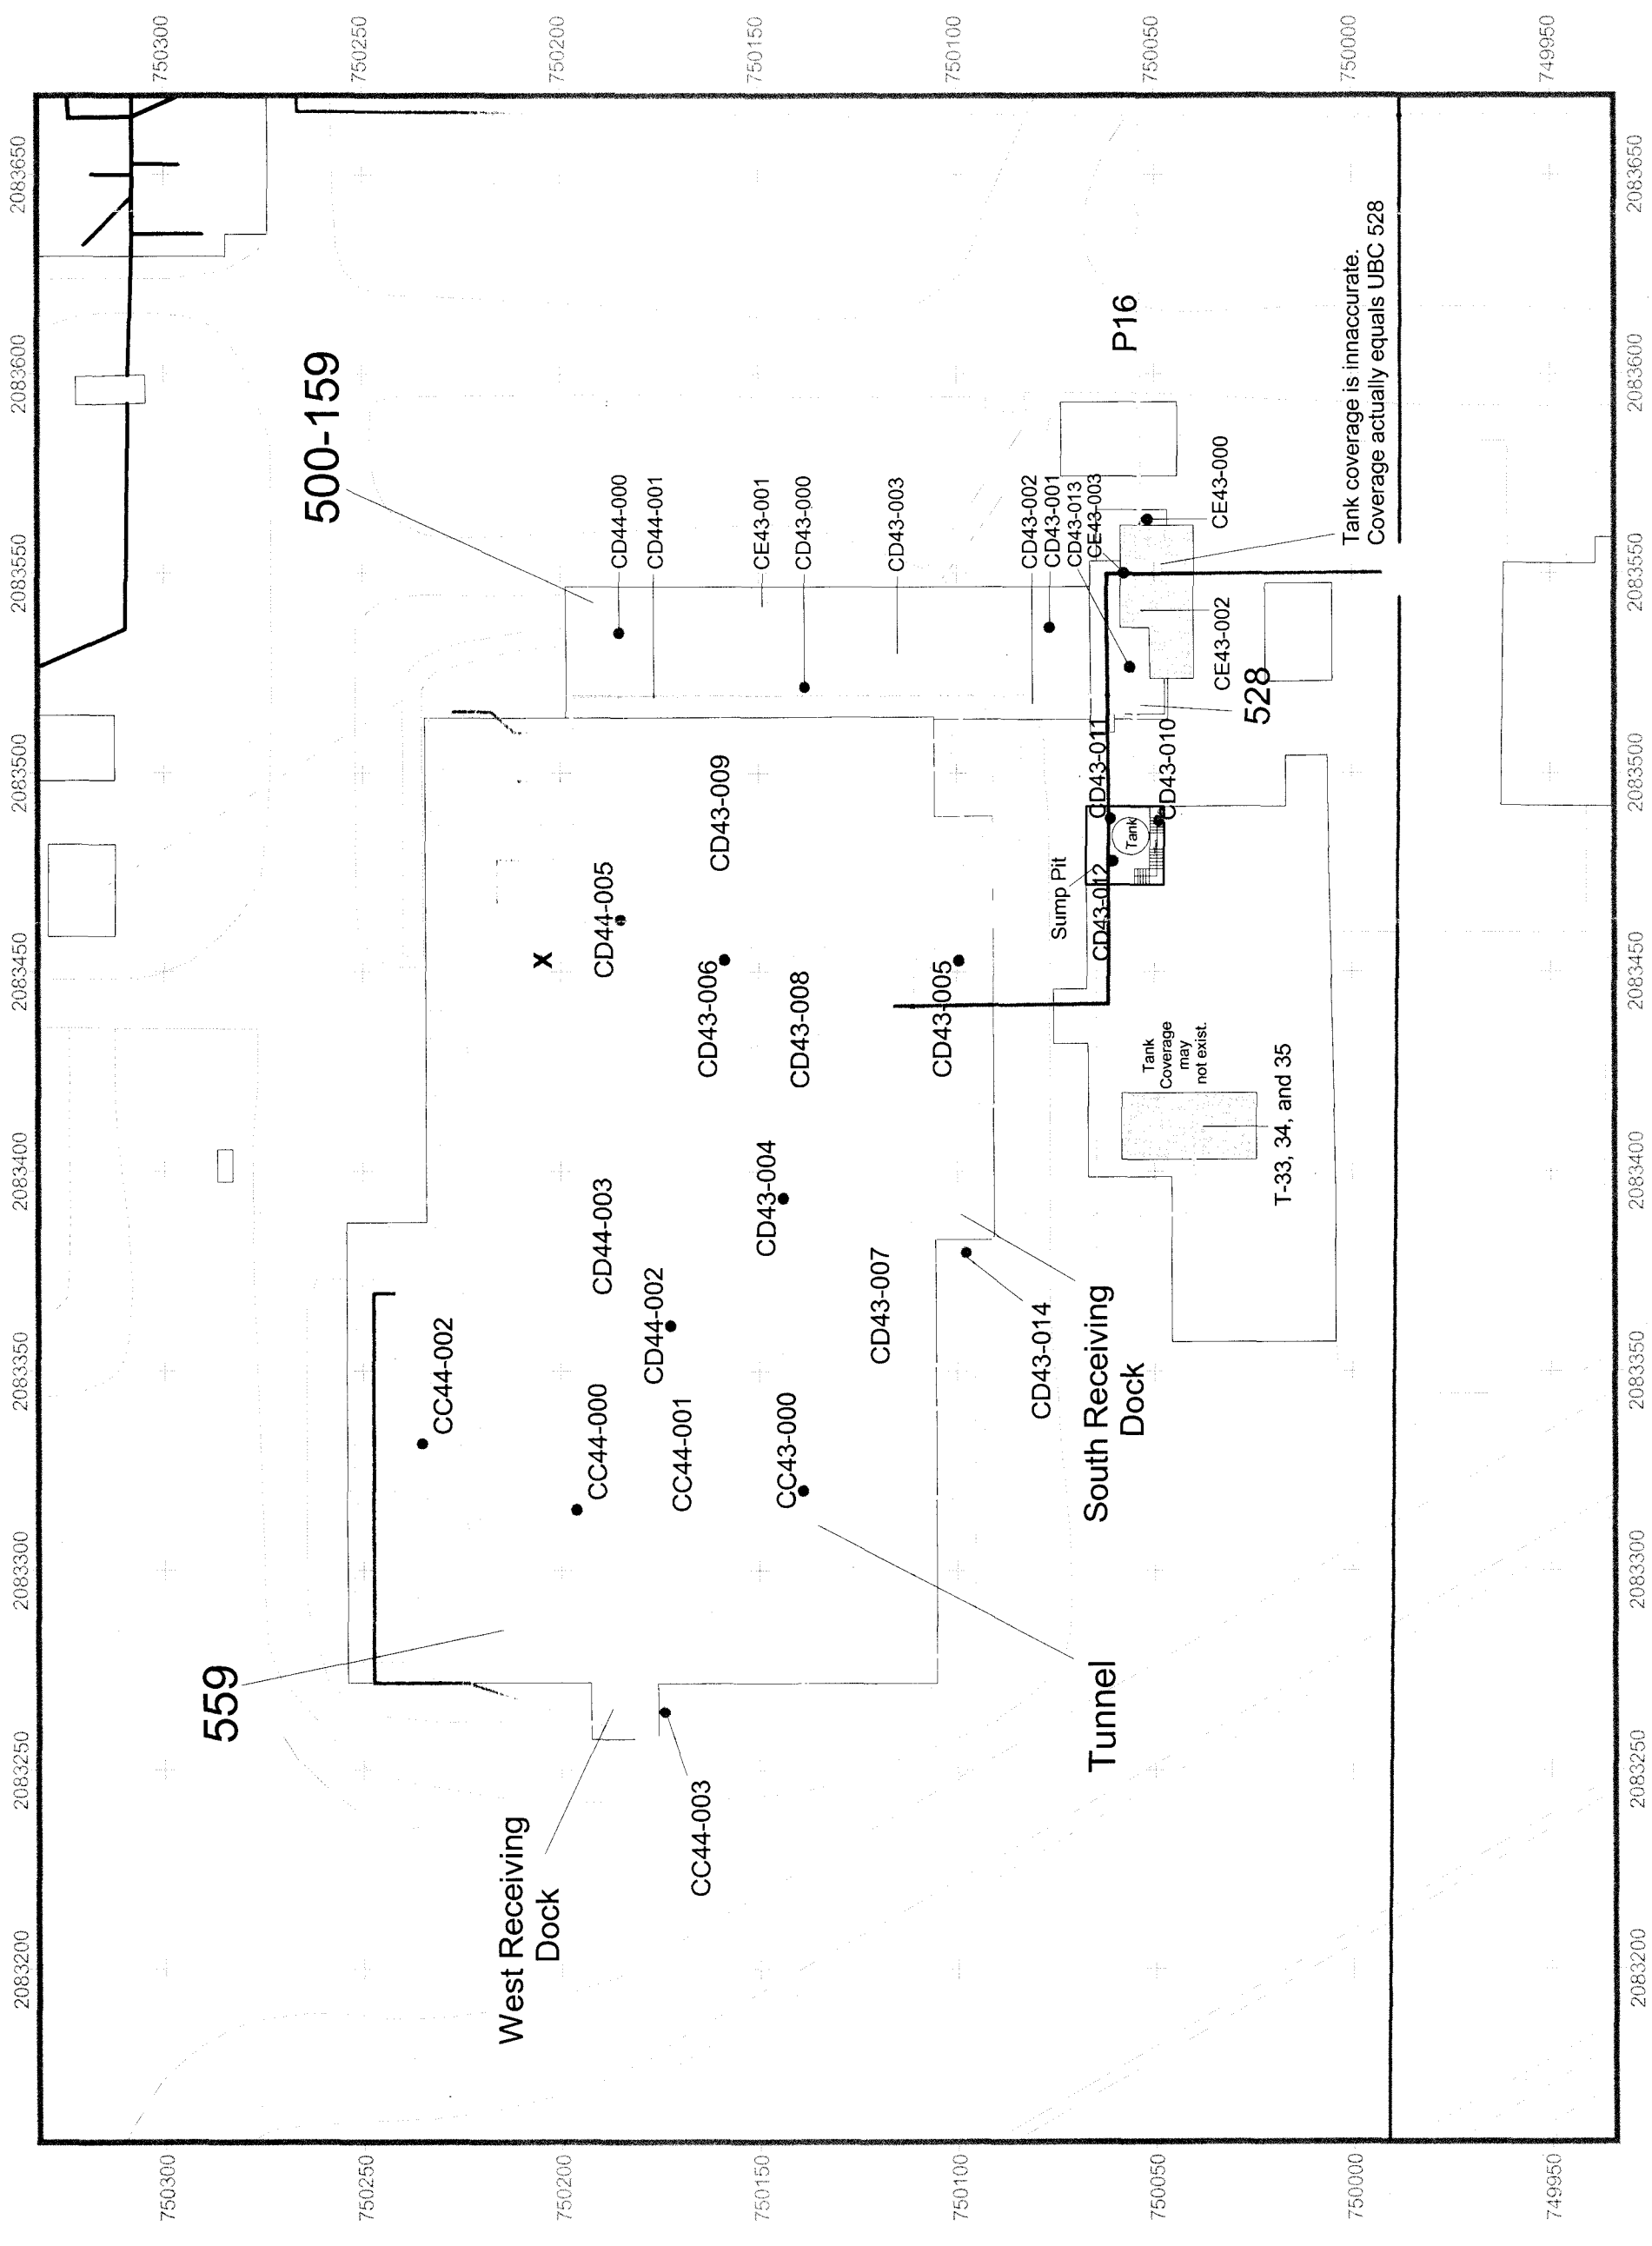 2083200
2083250
2083300
2083350
2083400
2083450
2083500
2083550
2083600
2083650
750300
750300
750250
750250
750200
750200
750150
750150
750100
750100
750050
750050
750000
750000
749950
749950
559
500-159
CC44-002
West Receiving
Dock
X
CC44-000
CD44-003
CD44-005
CD44-000
CD44-001
CC44-003
CC44-001
CD44-002
CD43-006
CD43-009
CE43-001
CC43-000
CD43-004
CD43-008
CD43-000
CD43-007
CD43-003
CD43-005
CD43-014
CD43-002
CD43-001
CD43-013
CE43-003
Sump Pit
Tunnel
South Receiving
Dock
CD43-012
CD43-011
P16
Tank
Tank
Coverage
may
not exist.
CD43-010
CE43-002
CE43-000
528
T-33, 34, and 35
Tank coverage is innaccurate.
Coverage actually equals UBC 528
2083200
2083250
2083300
2083350
2083400
2083450
2083500
2083550
2083600
2083650